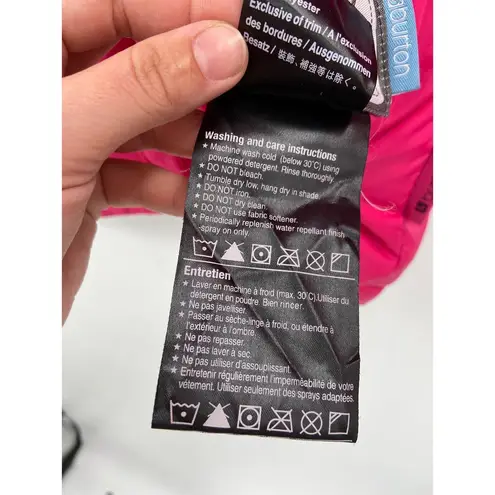 yester
Exclusive of trim / A l'exclusion
des bordures / Ausgenommen
Besatz / 装飾、補強等は除く。
burton
Washing and care instructions
★ Machine wash cold (below 30°C) using
powdered detergent. Rinse thoroughly.
★ DO NOT bleach.
★ Tumble dry low, hang dry in shade.
★ DO NOT iron.
★ DO NOT dry clean.
★ DO NOT use fabric softener.
★ Periodically replenish water repellant finish
-spray on only.
Entretien
★ Laver en machine à froid (max. 30°C).Utiliser du
détergent en poudre. Bien rincer.
★ Ne pas javelliser.
★ Passer au sèche-linge à froid, ou etendre à
l'extérieur à l'ombre.
★ Ne pas repasser.
★ Ne pas laver à sec.
★ Ne pas utiliser d'assouplissant.
★ Entretenir régulièrement l'imperméabilité de votre
vêtement. Utiliser seulement des sprays adaptées.